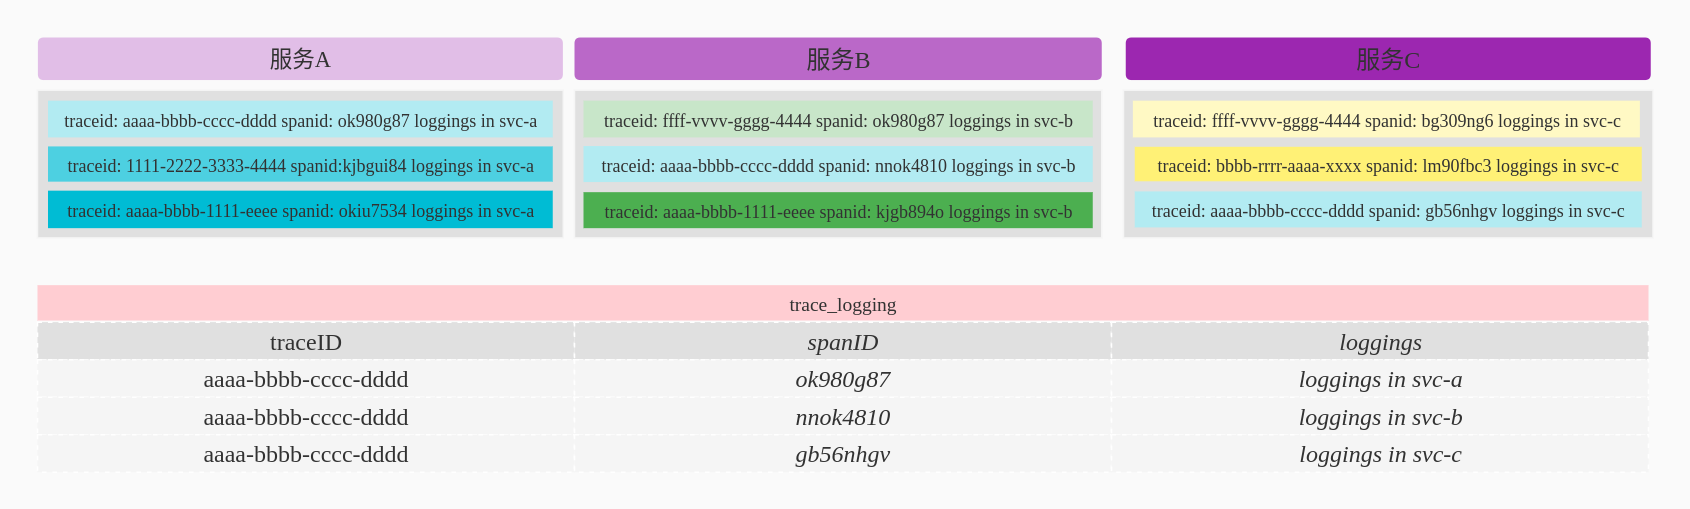 服务A
traceid: aaaa-bbbb-cccc-dddd spanid: ok980g87 loggings in svc-a
traceid: 1111-2222-3333-4444 spanid:kjbgui84 loggings in svc-a
traceid: aaaa-bbbb-1111-eeee spanid: okiu7534 loggings in svc-a
服务B
traceid: ffff-vvvv-gggg-4444 spanid: ok980g87 loggings in svc-b
traceid: aaaa-bbbb-cccc-dddd spanid: nnok4810 loggings in svc-b
traceid: aaaa-bbbb-1111-eeee spanid: kjgb894o loggings in svc-b
服务C
traceid: ffff-vvvv-gggg-4444 spanid: bg309ng6 loggings in svc-c
traceid: bbbb-rrrr-aaaa-xxxx spanid: lm90fbc3 loggings in svc-c
traceid: aaaa-bbbb-cccc-dddd spanid: gb56nhgv loggings in svc-c
trace_logging
traceID spanID loggings
aaaa-bbbb-cccc-dddd ok980g87 loggings in svc-a
aaaa-bbbb-cccc-dddd nnok4810 loggings in svc-b
aaaa-bbbb-cccc-dddd gb56nhgv loggings in svc-c